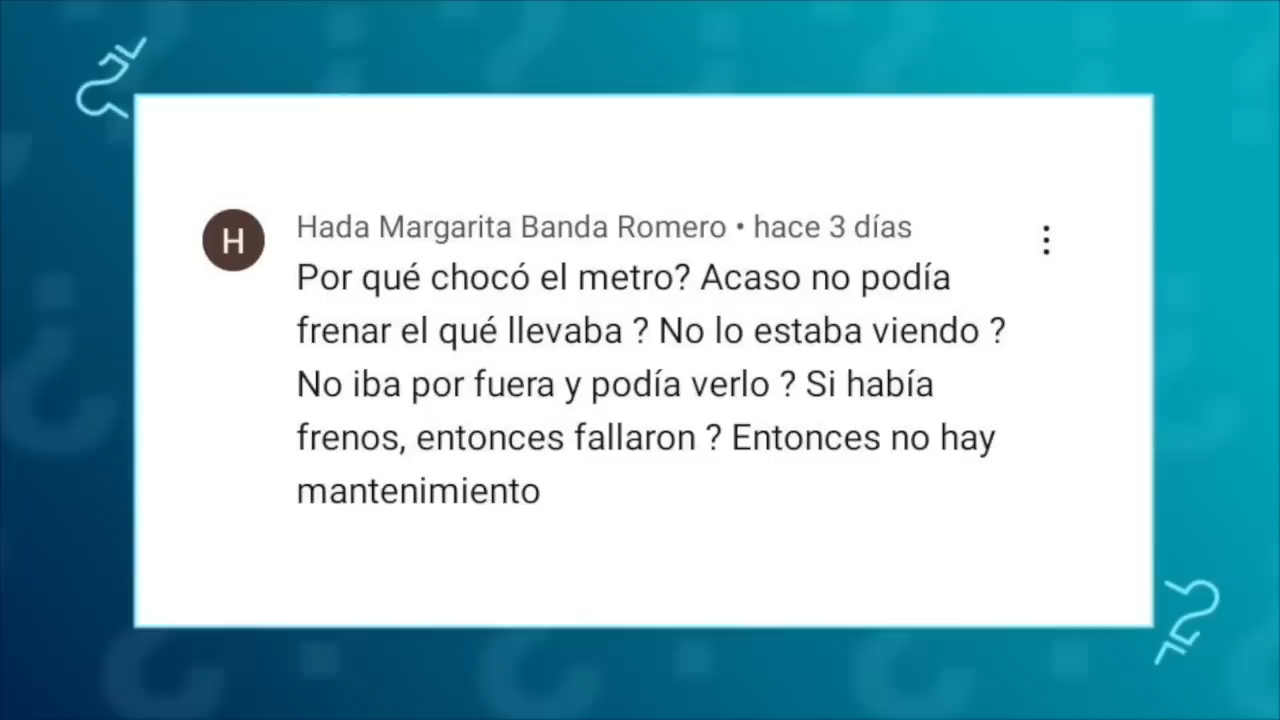 H
Hada Margarita Banda Romero • hace 3 días
Por qué chocó el metro? Acaso no podía
frenar el qué llevaba ? No lo estaba viendo ?
No iba por fuera y podía verlo ? Si había
frenos, entonces fallaron ? Entonces no hay
mantenimiento